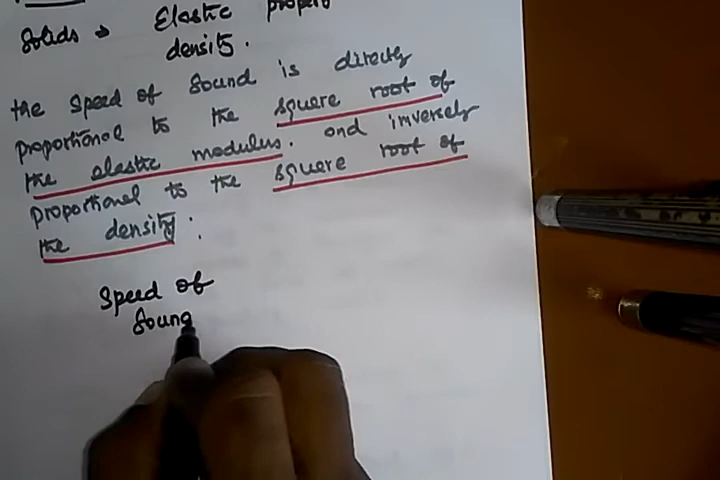 Solids → Elastic
density.
the speed of sound is directly
proportional to the square root of
the elastic modulus. and inversely
proportional to the square root of
the density.
Speed of
Soun